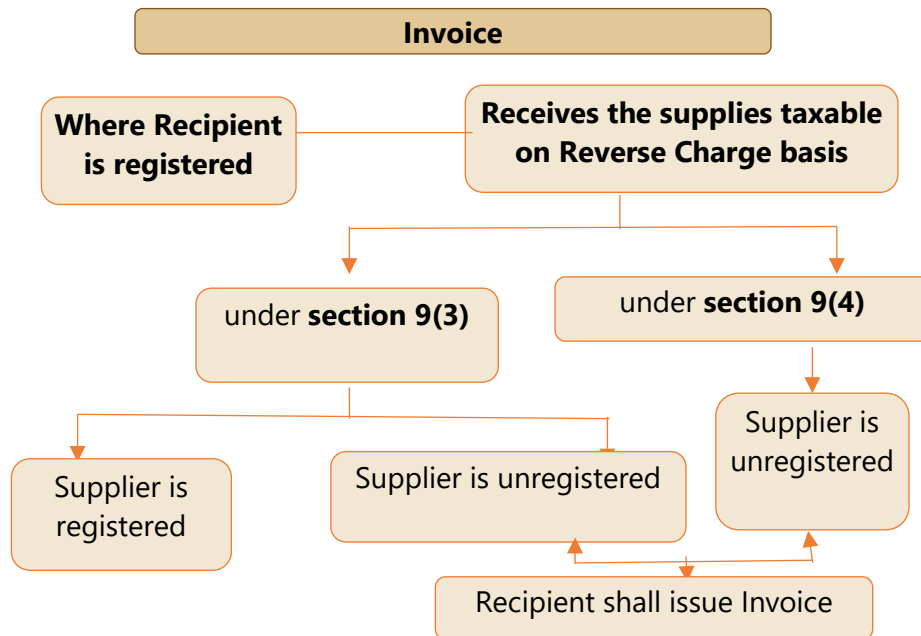 Invoice
Where Recipient
is registered
Receives the supplies taxable
on Reverse Charge basis
under section 9(3)
under section 9(4)
Supplier is
registered
Supplier is unregistered
Supplier is
unregistered
Recipient shall issue Invoice